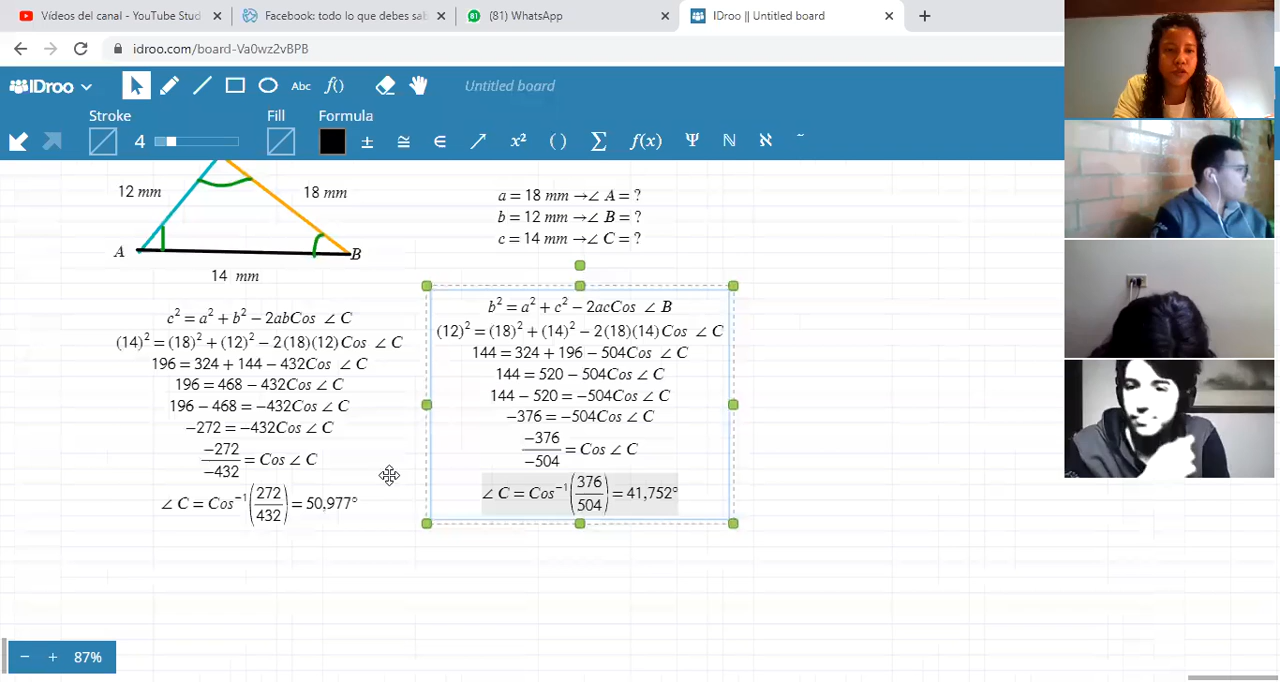 Vídeos del canal - YouTube Stud
Facebook: todo lo que debes sab
(81) WhatsApp
IDroo || Untitled board
idroo.com/board-Va0wz2vBPB
IDroo
Abc
f()
Untitled board
Stroke
Fill
Formula
4
± ≅ ∈ x² ( ) ∑ f(x) Ψ ℕ ℵ ~
12 mm
18 mm
A
B
14 mm
a = 18 mm →∠ A = ?
b = 12 mm →∠ B = ?
c = 14 mm →∠ C = ?
c² = a² + b² − 2abCos ∠ C
(14)² = (18)² + (12)² − 2(18)(12) Cos ∠ C
196 = 324 + 144 − 432Cos ∠ C
196 = 468 − 432Cos ∠ C
196 − 468 = −432Cos ∠ C
−272 = −432Cos ∠ C
−272/−432 = Cos ∠ C
∠ C = Cos⁻¹(272/432) = 50,977°
b² = a² + c² − 2acCos ∠ B
(12)² = (18)² + (14)² − 2(18)(14) Cos ∠ C
144 = 324 + 196 − 504Cos ∠ C
144 = 520 − 504Cos ∠ C
144 − 520 = −504Cos ∠ C
−376 = −504Cos ∠ C
−376/−504 = Cos ∠ C
∠ C = Cos⁻¹(376/504) = 41,752°
− + 87%